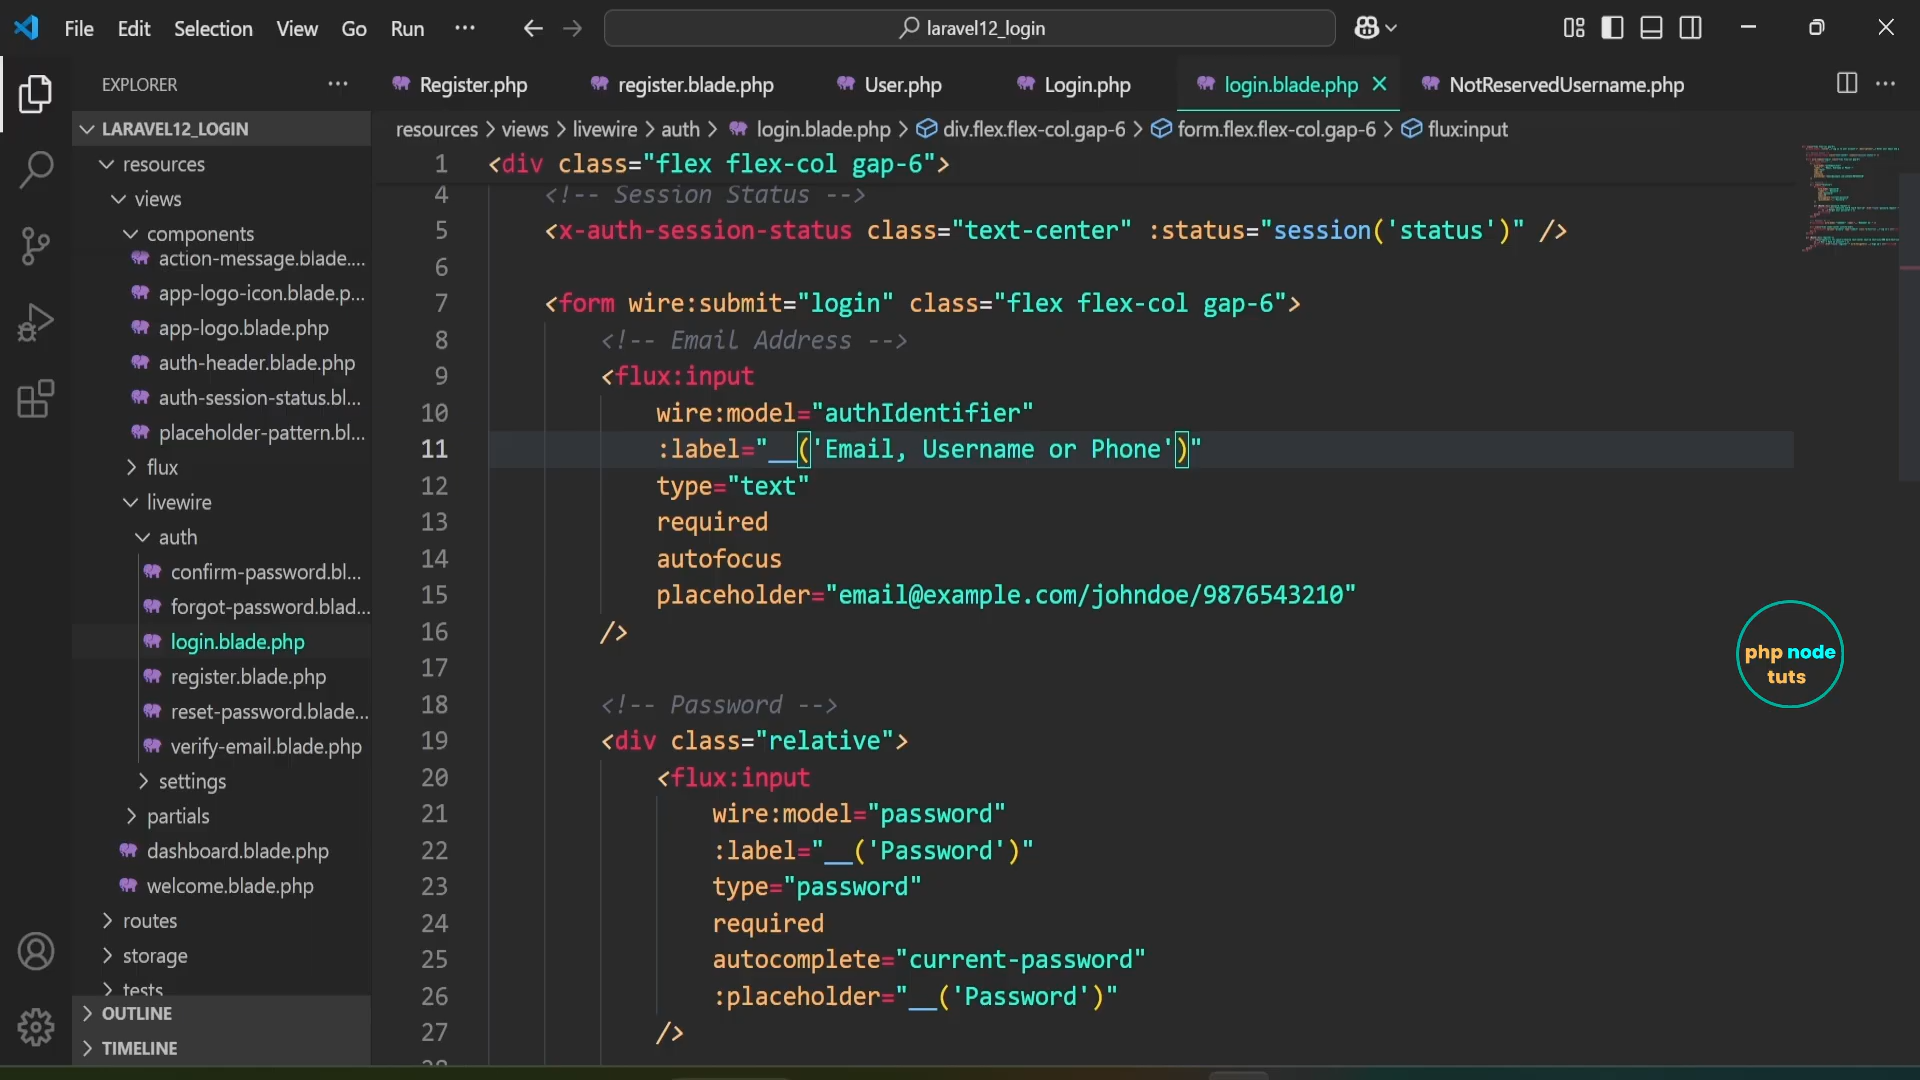 File Edit Selection View Go Run ··· laravel12_login
EXPLORER ···
Register.php register.blade.php User.php Login.php login.blade.php NotReservedUsername.php ···
LARAVEL12_LOGIN
resources
views
components
action-message.blade....
app-logo-icon.blade.p...
app-logo.blade.php
auth-header.blade.php
auth-session-status.bl...
placeholder-pattern.bl...
flux
livewire
auth
confirm-password.bl...
forgot-password.blad...
login.blade.php
register.blade.php
reset-password.blade...
verify-email.blade.php
settings
partials
dashboard.blade.php
welcome.blade.php
routes
storage
tests
OUTLINE
TIMELINE
resources > views > livewire > auth > login.blade.php > div.flex.flex-col.gap-6 > form.flex.flex-col.gap-6 > flux:input
1 <div class="flex flex-col gap-6">
4 <!-- Session Status -->
5 <x-auth-session-status class="text-center" :status="session('status')" />
6
7 <form wire:submit="login" class="flex flex-col gap-6">
8 <!-- Email Address -->
9 <flux:input
10 wire:model="authIdentifier"
11 :label="__('Email, Username or Phone')"
12 type="text"
13 required
14 autofocus
15 placeholder="email@example.com/johndoe/9876543210"
16 />
17
18 <!-- Password -->
19 <div class="relative">
20 <flux:input
21 wire:model="password"
22 :label="__('Password')"
23 type="password"
24 required
25 autocomplete="current-password"
26 :placeholder="__('Password')"
27 />
php node
tuts